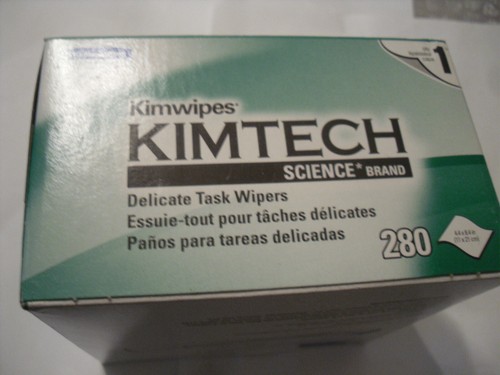 1
Kimwipes*
KIMTECH
SCIENCE* BRAND
Delicate Task Wipers
Essuie-tout pour tâches délicates
Paños para tareas delicadas
280